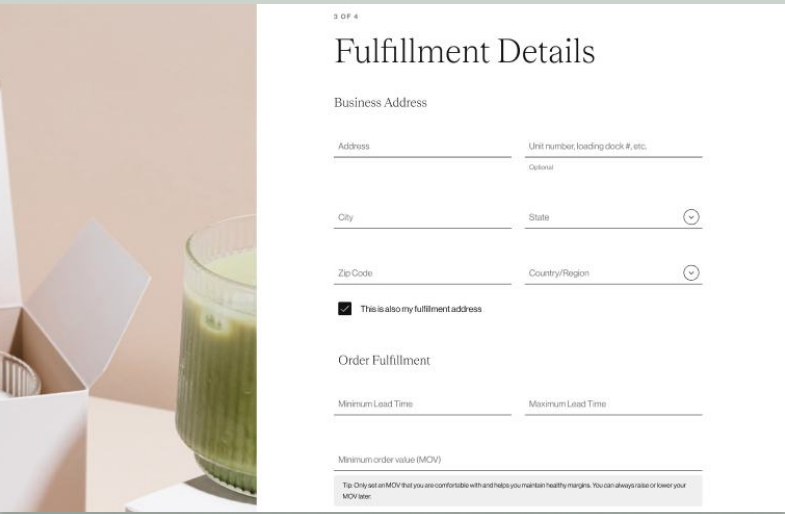 3 OF 4
Fulfillment Details
Business Address
Address
Unit number, loading dock #, etc.
Optional
City
State
Zip Code
Country/Region
This is also my fulfillment address
Order Fulfillment
Minimum Lead Time
Maximum Lead Time
Minimum order value (MOV)
Tip: Only set an MOV that you are comfortable with and helps you maintain healthy margins. You can always raise or lower your
MOV later.